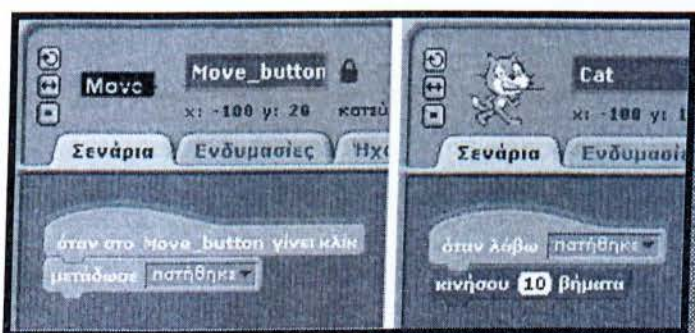 Move
Move_button
x: -100 y: 20
Σενάρια
Ενδυμασίες
όταν στο Move_button γίνει κλικ
μετάδωσε πατήθηκε
Cat
x: -100 y:
Σενάρια
όταν λάβω πατήθηκε
κινήσου 10 βήματα